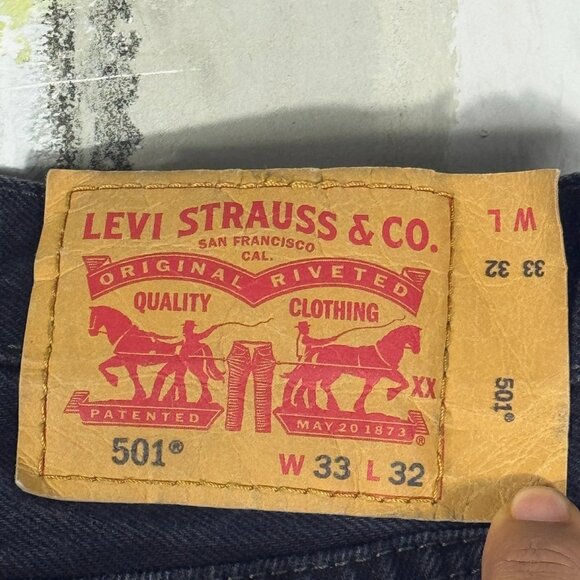 LEVI STRAUSS & CO.
SAN FRANCISCO
CAL.
ORIGINAL RIVETED
QUALITY CLOTHING
XX
PATENTED MAY 20 1873 ®
501® W 33 L 32
W L
33 32
501®